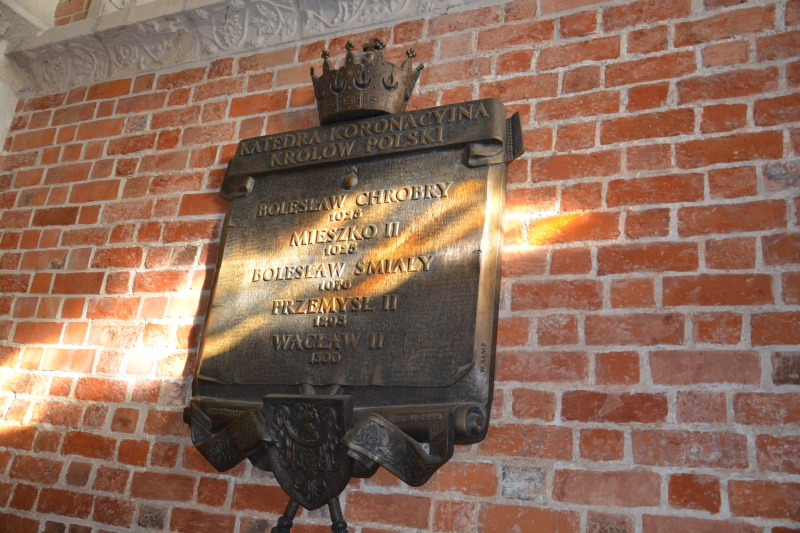 KATEDRA KORONACYJNA
KRÓLÓW POLSKI
BOLESŁAW CHROBRY
1025
MIESZKO II
1025
BOLESŁAW ŚMIAŁY
1076
PRZEMYSŁ II
1295
WACŁAW II
1300
W.SAMP